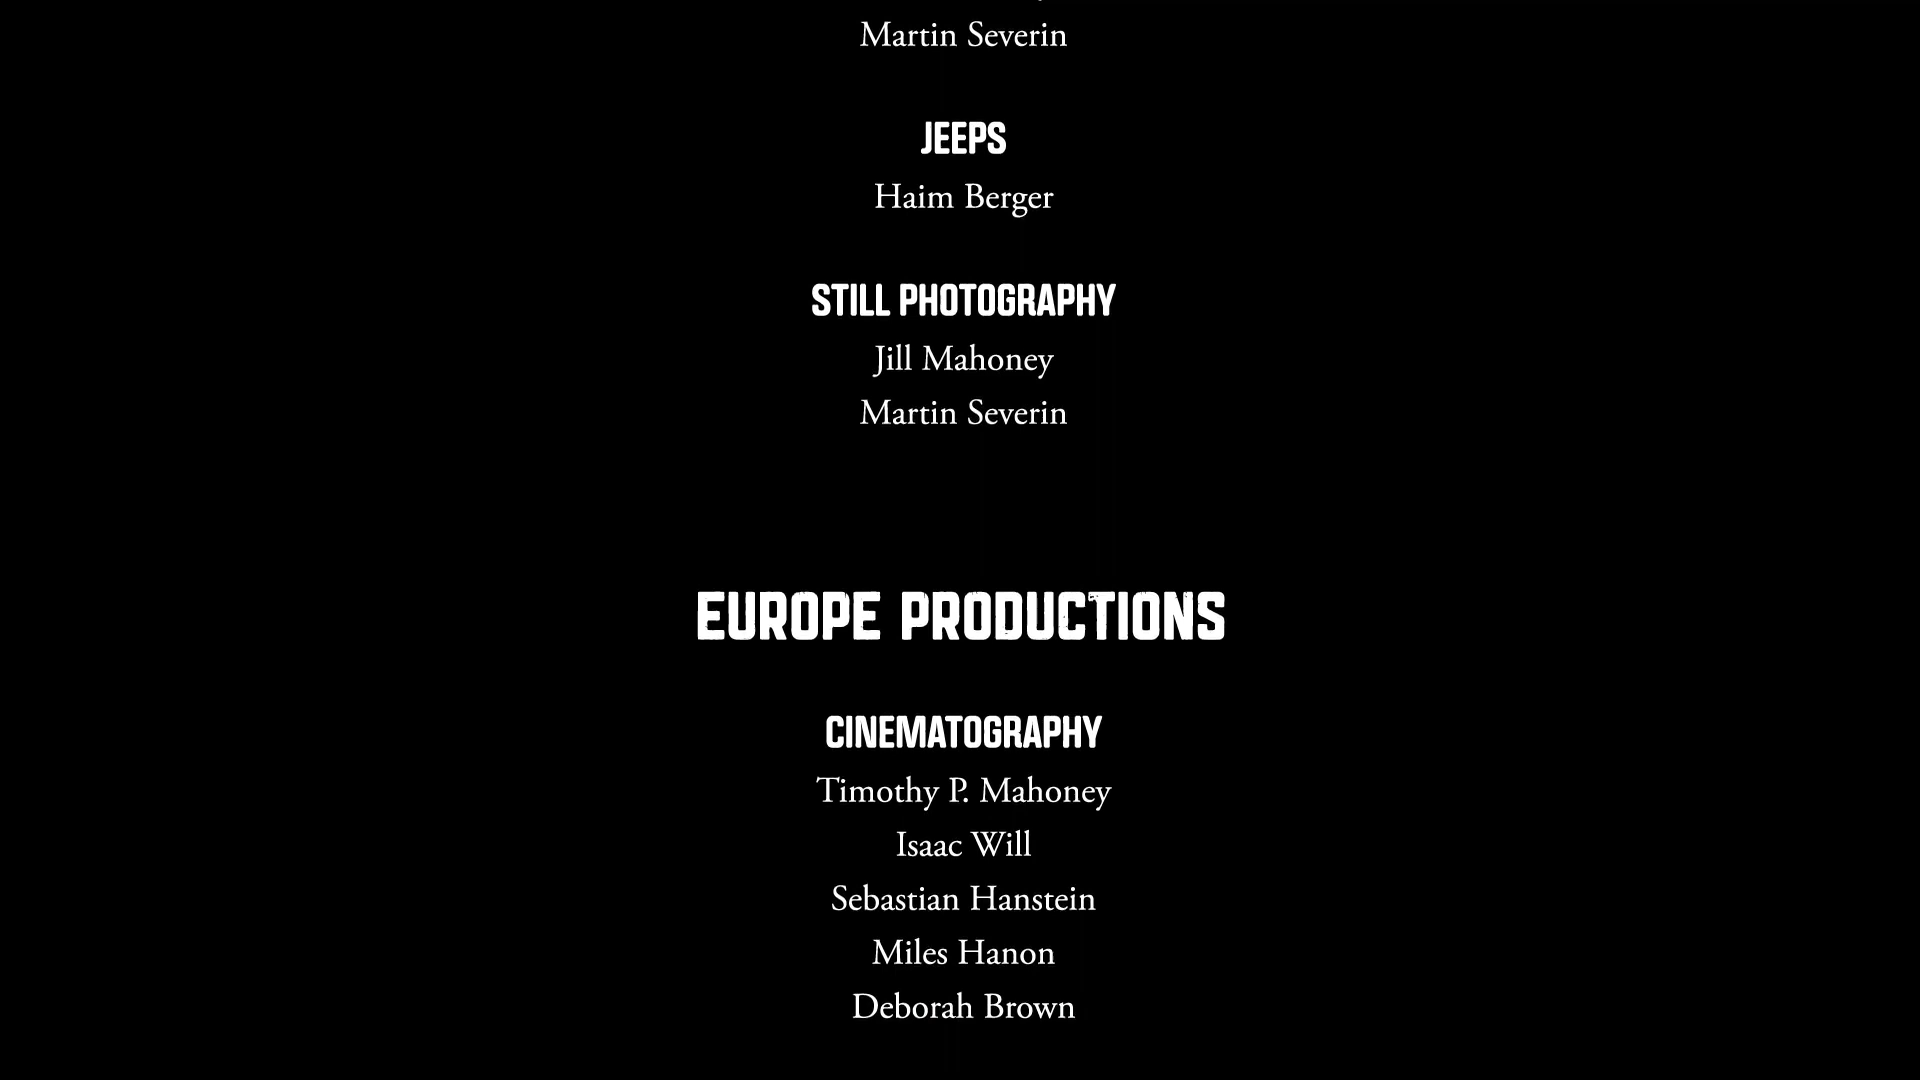 Martin Severin
JEEPS
Haim Berger
STILL PHOTOGRAPHY
Jill Mahoney
Martin Severin
EUROPE PRODUCTIONS
CINEMATOGRAPHY
Timothy P. Mahoney
Isaac Will
Sebastian Hanstein
Miles Hanon
Deborah Brown